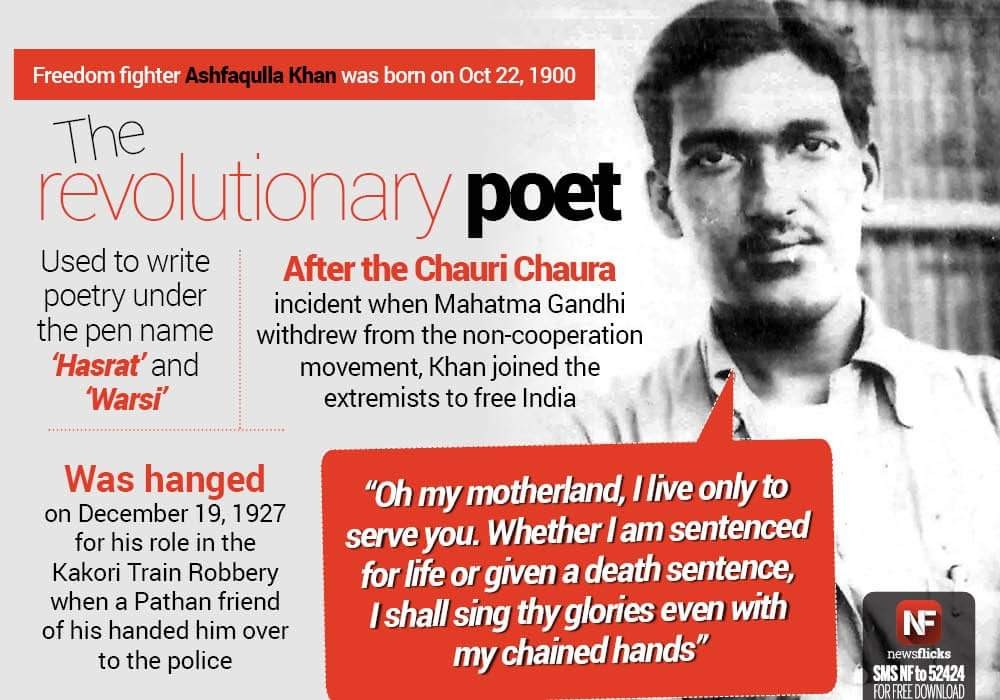 Freedom fighter Ashfaqulla Khan was born on Oct 22, 1900
The
revolutionary poet
Used to write
poetry under
the pen name
‘Hasrat’ and
‘Warsi’
After the Chauri Chaura
incident when Mahatma Gandhi
withdrew from the non-cooperation
movement, Khan joined the
extremists to free India
Was hanged
on December 19, 1927
for his role in the
Kakori Train Robbery
when a Pathan friend
of his handed him over
to the police
“Oh my motherland, I live only to
serve you. Whether I am sentenced
for life or given a death sentence,
I shall sing thy glories even with
my chained hands”
NF
newsflicks
SMS NF to 52424
FOR FREE DOWNLOAD